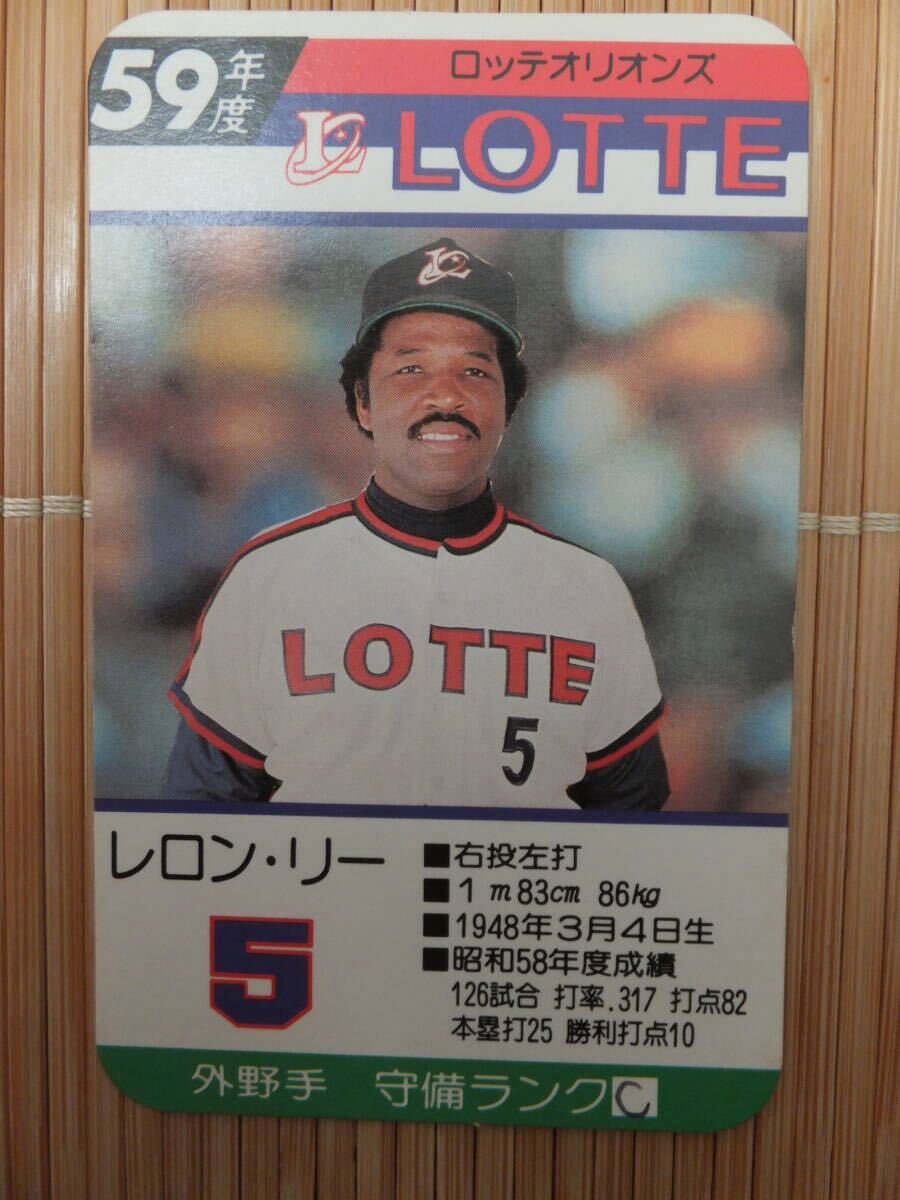 59年度
ロッテオリオンズ
LOTTE
LOTTE
5
レロン・リー
5
■右投左打
■1m83cm 86kg
■1948年3月4日生
■昭和58年度成績
126試合 打率.317 打点82
本塁打25 勝利打点10
外野手 守備ランクC